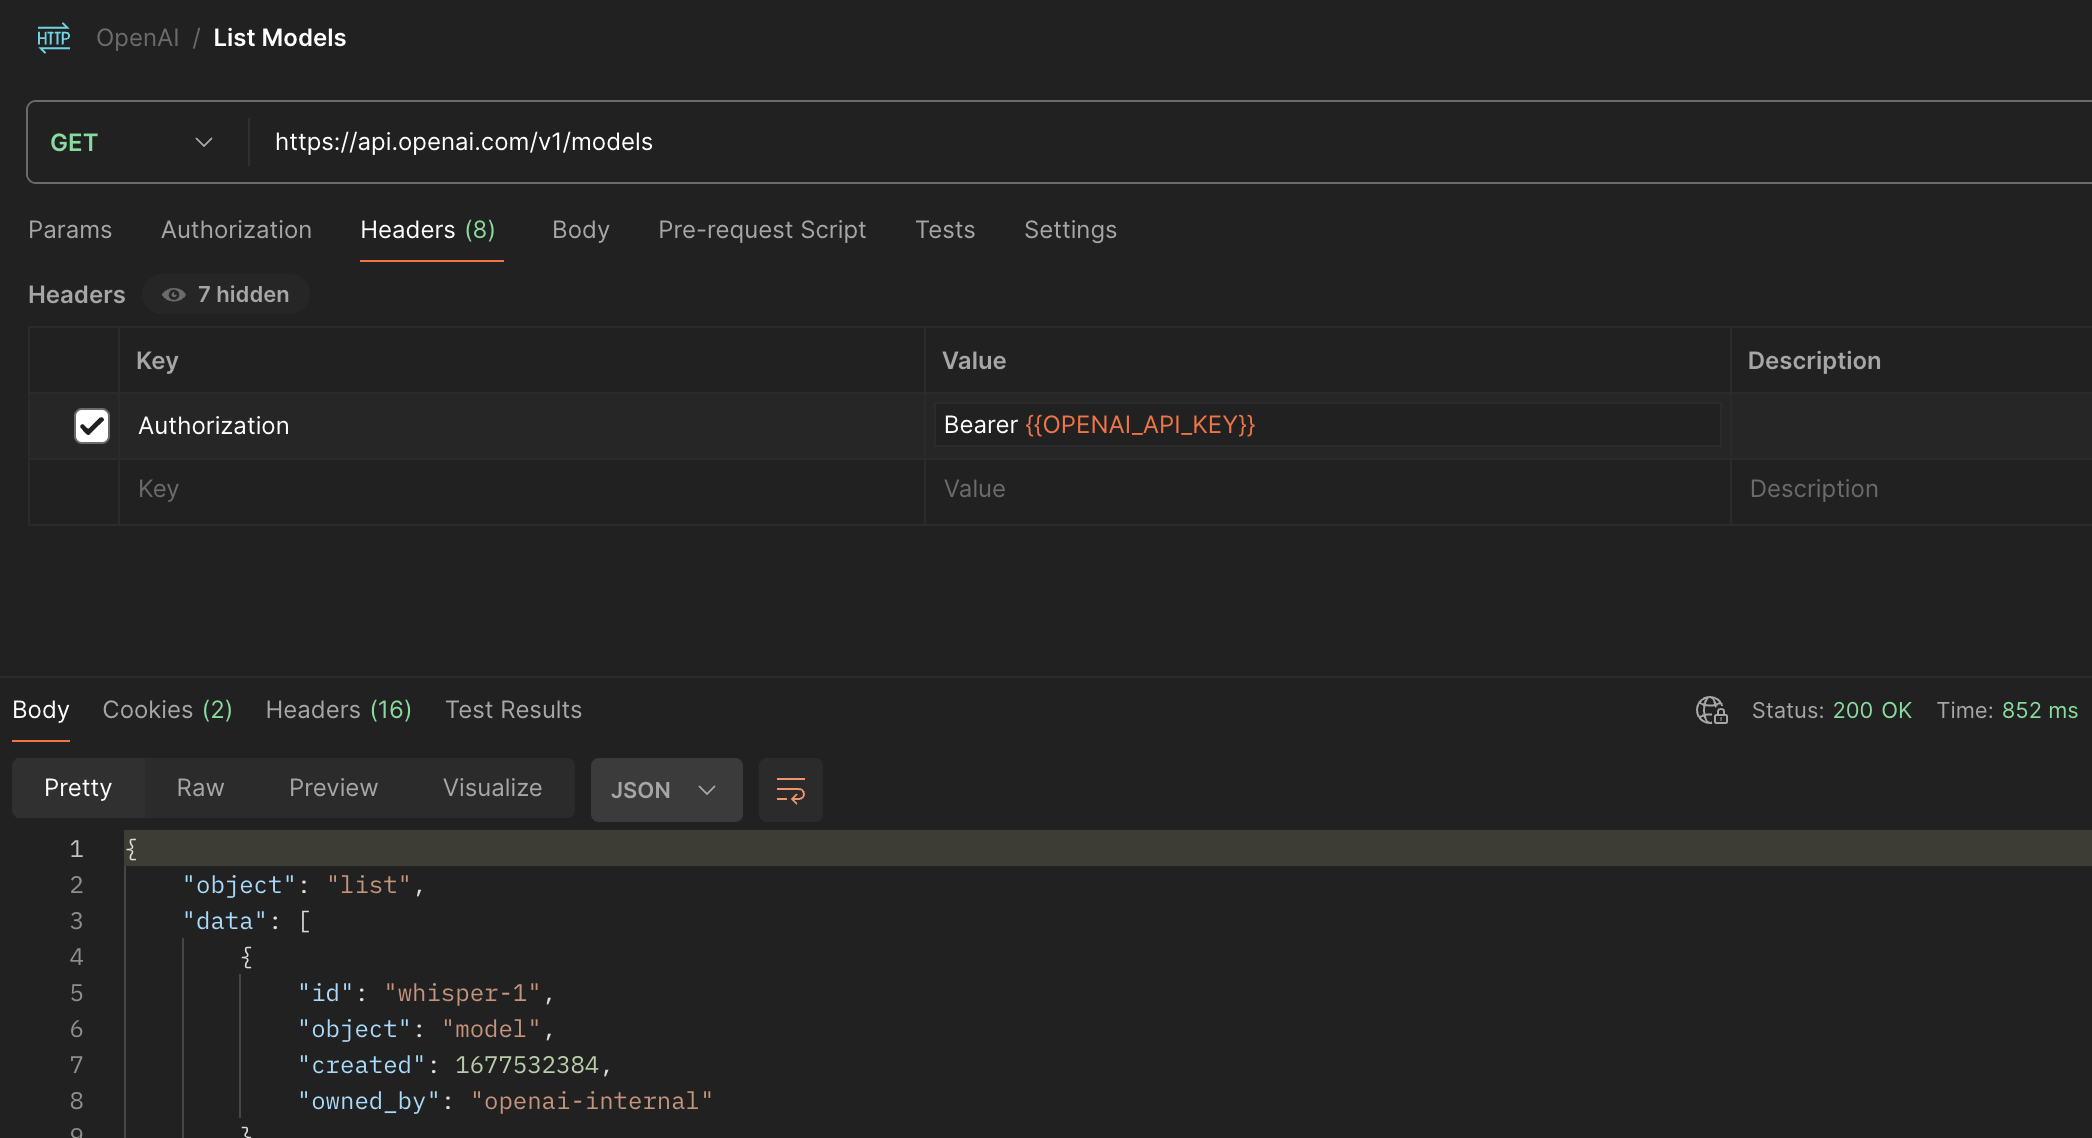 HTTP OpenAI / List Models
GET https://api.openai.com/v1/models
Params Authorization Headers (8) Body Pre-request Script Tests Settings
Headers 7 hidden
Key Value Description
Authorization Bearer {{OPENAI_API_KEY}}
Key Value Description
Body Cookies (2) Headers (16) Test Results Status: 200 OK Time: 852 ms
Pretty Raw Preview Visualize JSON
1 {
2 "object": "list",
3 "data": [
4 {
5 "id": "whisper-1",
6 "object": "model",
7 "created": 1677532384,
8 "owned_by": "openai-internal"
9 }